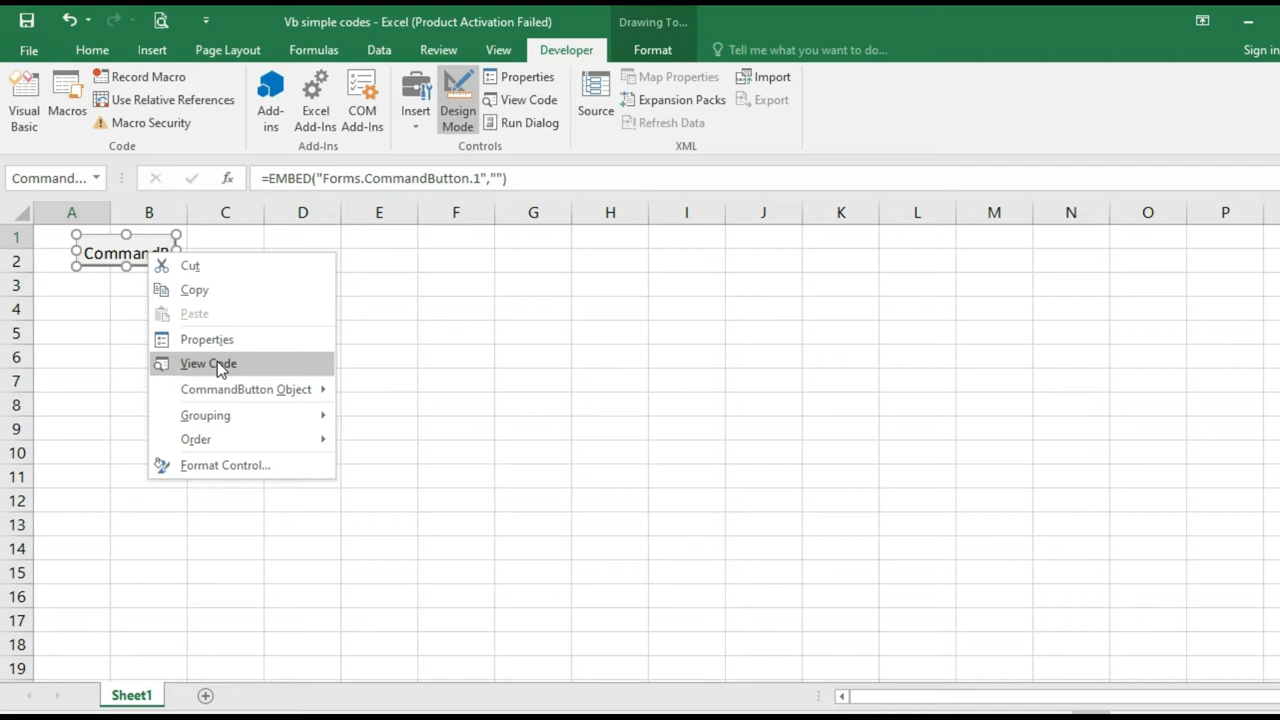 Vb simple codes - Excel (Product Activation Failed)
Drawing To...
File Home Insert Page Layout Formulas Data Review View Developer Format Tell me what you want to do... Sign in
Visual Basic
Macros
Record Macro
Use Relative References
Macro Security
Code
Add-ins
Excel Add-Ins
COM Add-Ins
Add-Ins
Insert
Design Mode
Properties
View Code
Run Dialog
Controls
Source
Map Properties
Expansion Packs
Refresh Data
Import
Export
XML
Command...
fx
=EMBED("Forms.CommandButton.1","")
A B C D E F G H I J K L M N O P
1
2
3
4
5
6
7
8
9
10
11
12
13
14
15
16
17
18
19
CommandB
Cut
Copy
Paste
Properties
View Code
CommandButton Object
Grouping
Order
Format Control...
Sheet1